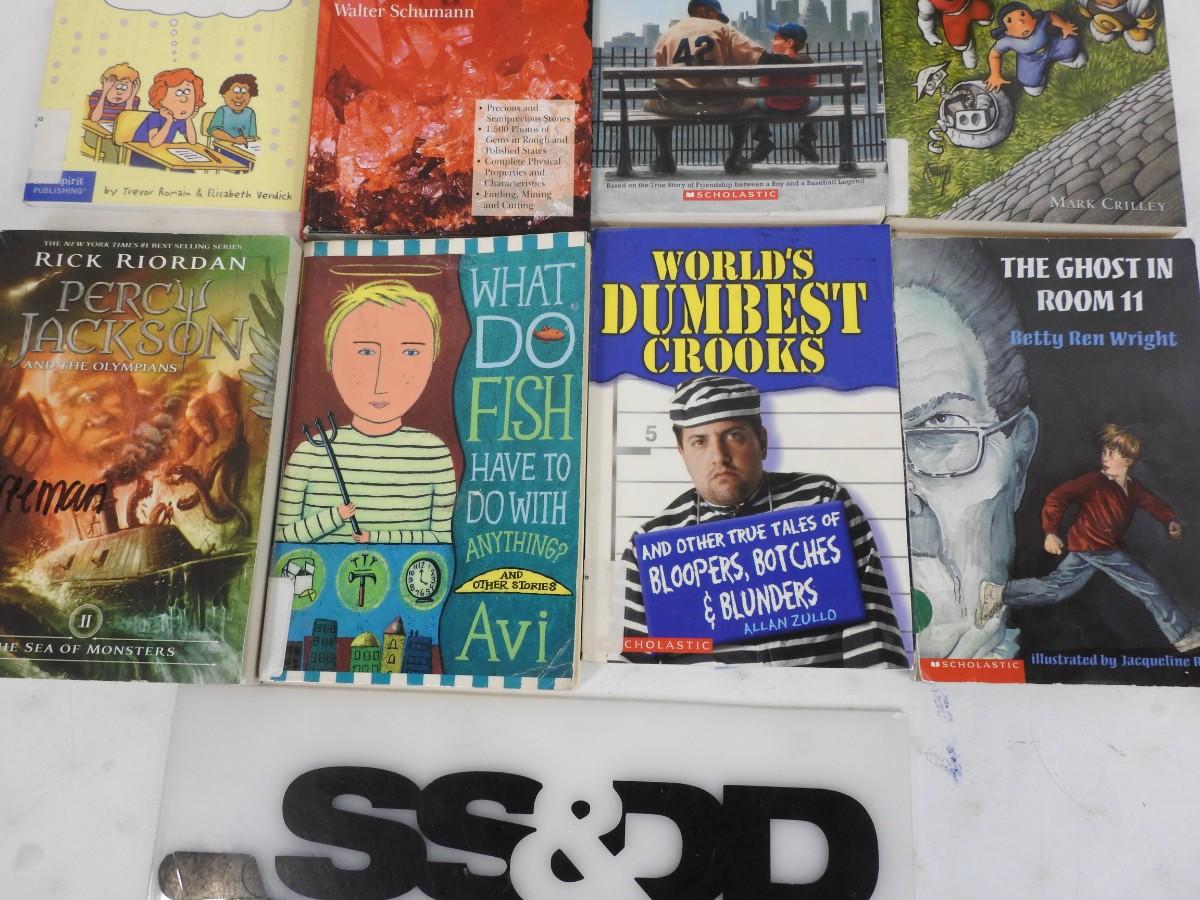 Spirit
PUBLISHING
by Trevor Romain & Elizabeth Verdick
Walter Schumann
• Precious and
Semiprecious Stones
• 1,500 Photos of
Gems in Rough and
Polished States
• Complete Physical
Properties and
Characteristics
• Finding, Mining
and Cutting
42
Based on the True Story of Friendship between a Boy and a Baseball Legend
SCHOLASTIC
MARK CRILLEY
THE NEW YORK TIMES #1 BEST SELLING SERIES
RICK RIORDAN
PERCY
JACKSON
AND THE OLYMPIANS
II
THE SEA OF MONSTERS
WHAT
DO
FISH
HAVE TO
DO WITH
ANYTHING?
AND
OTHER STORIES
Avi
WORLD'S
DUMBEST
CROOKS
5
AND OTHER TRUE TALES OF
BLOOPERS, BOTCHES
& BLUNDERS
ALLAN ZULLO
SCHOLASTIC
THE GHOST IN
ROOM 11
Betty Ren Wright
SCHOLASTIC
illustrated by Jacqueline R
SS&DD